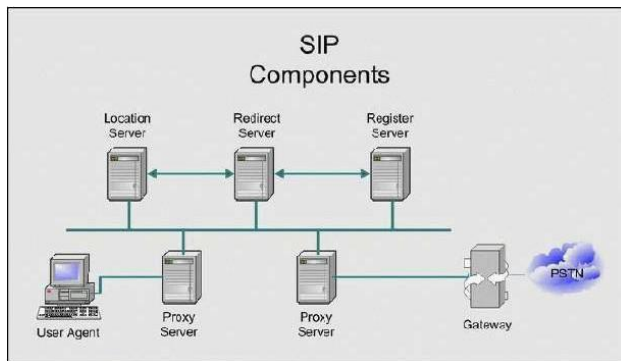 SIP
Components
Location
Server
Redirect
Server
Register
Server
User Agent
Proxy
Server
Proxy
Server
Gateway
PSTN